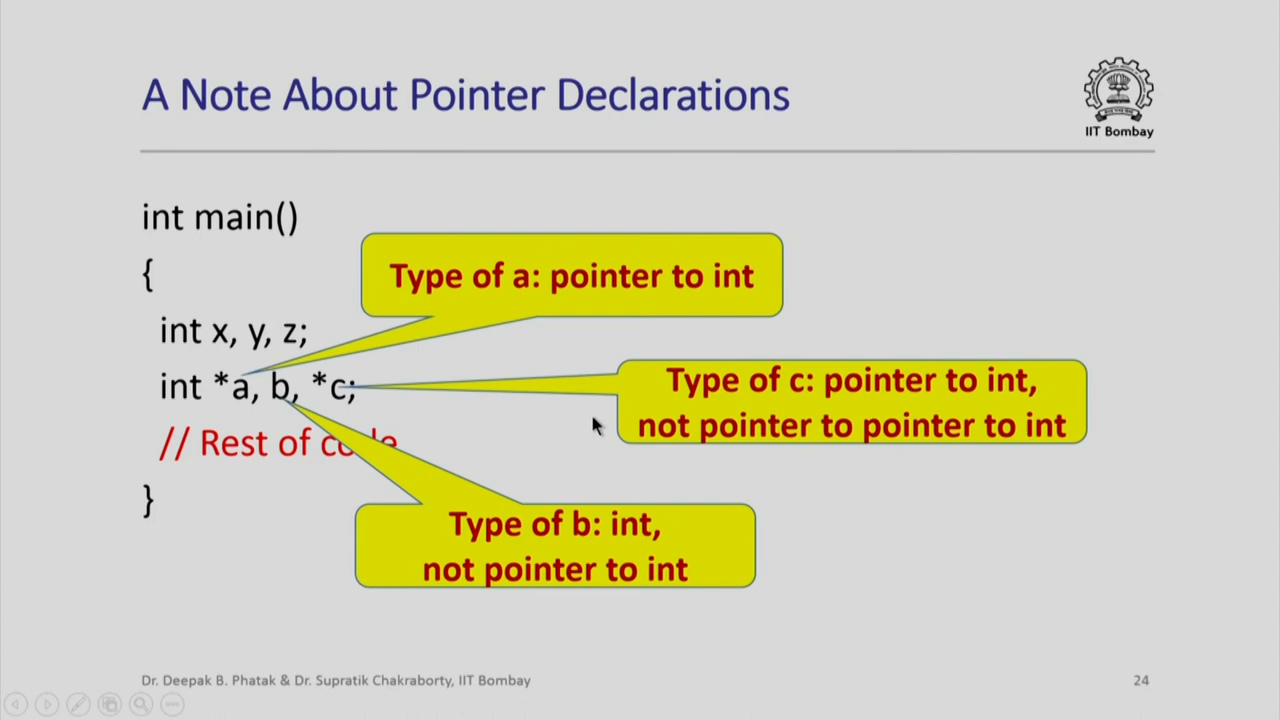 A Note About Pointer Declarations
IIT Bombay
int main()
{
Type of a: pointer to int
int x, y, z;
int *a, b, *c;
Type of c: pointer to int,
not pointer to pointer to int
// Rest of code
}
Type of b: int,
not pointer to int
Dr. Deepak B. Phatak & Dr. Supratik Chakraborty, IIT Bombay
24